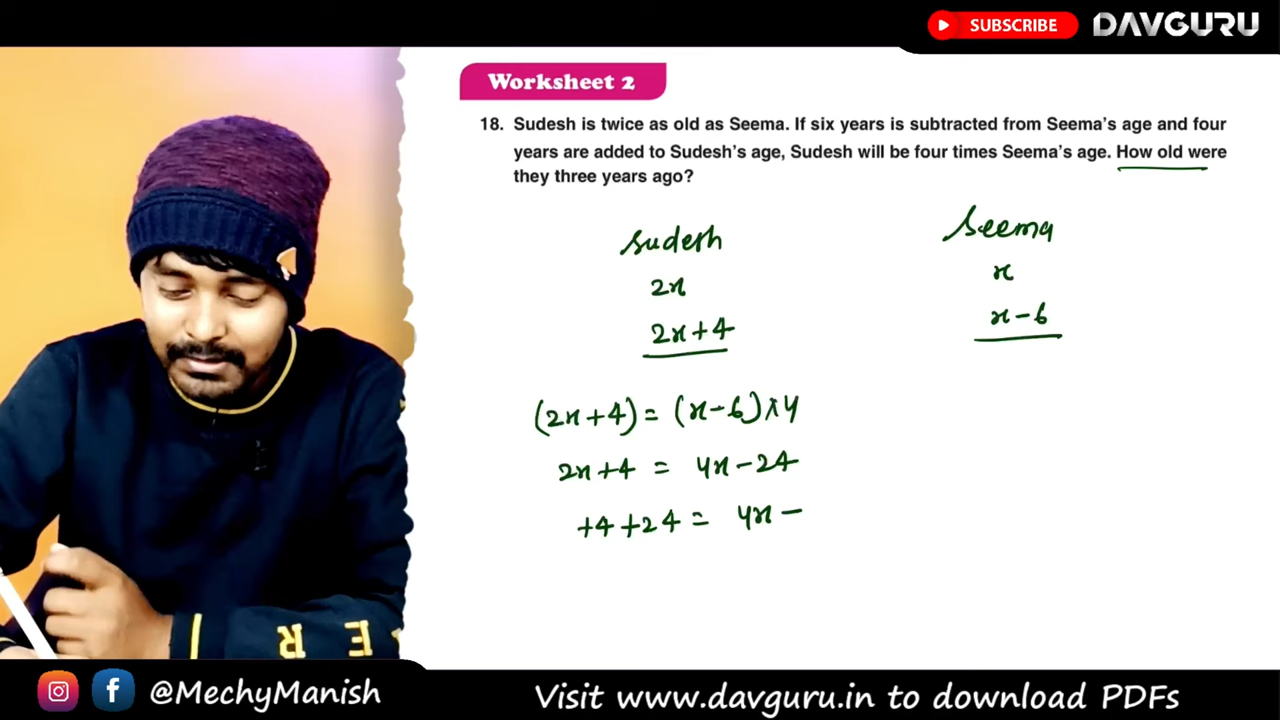 SUBSCRIBE DAVGURU
Worksheet 2
18. Sudesh is twice as old as Seema. If six years is subtracted from Seema's age and four
years are added to Sudesh's age, Sudesh will be four times Seema's age. How old were
they three years ago?
Sudesh Seema
2x x
2x+4 x-6
(2x+4) = (x-6)×4
2x+4 = 4x-24
+4+24 = 4x-
E R
@MechyManish Visit www.davguru.in to download PDFs